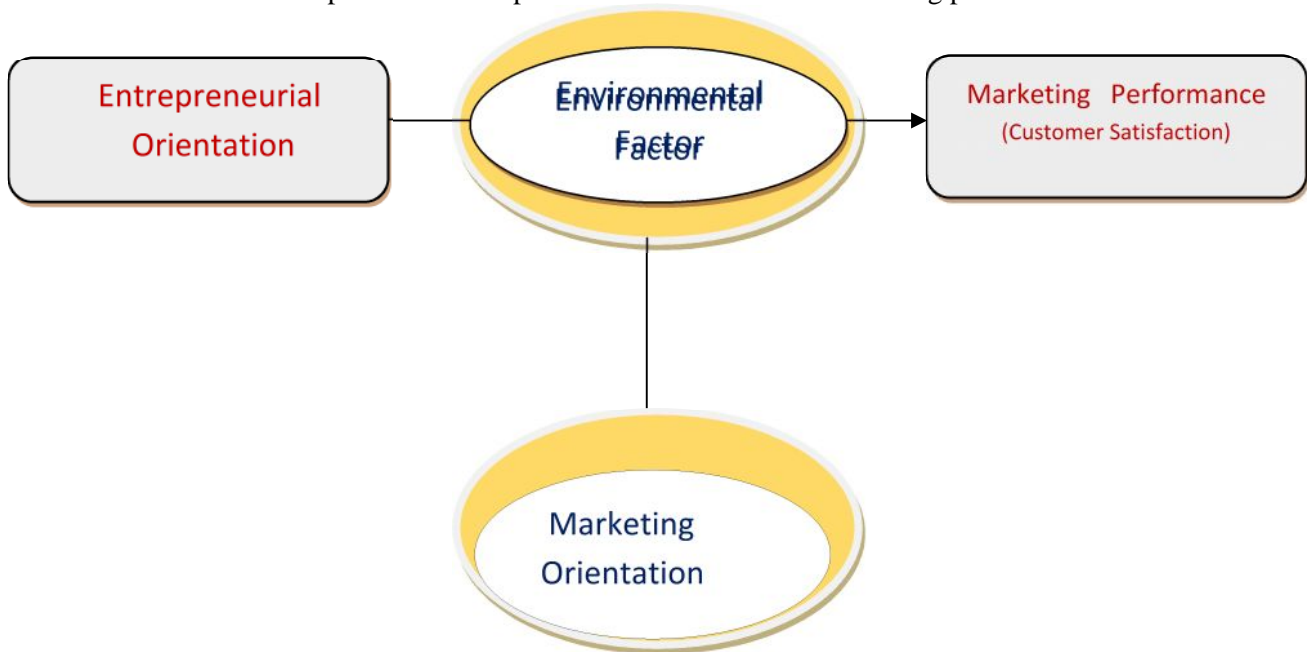 Entrepreneurial
Orientation
Environmental
Factor
Marketing Performance
(Customer Satisfaction)
Marketing
Orientation